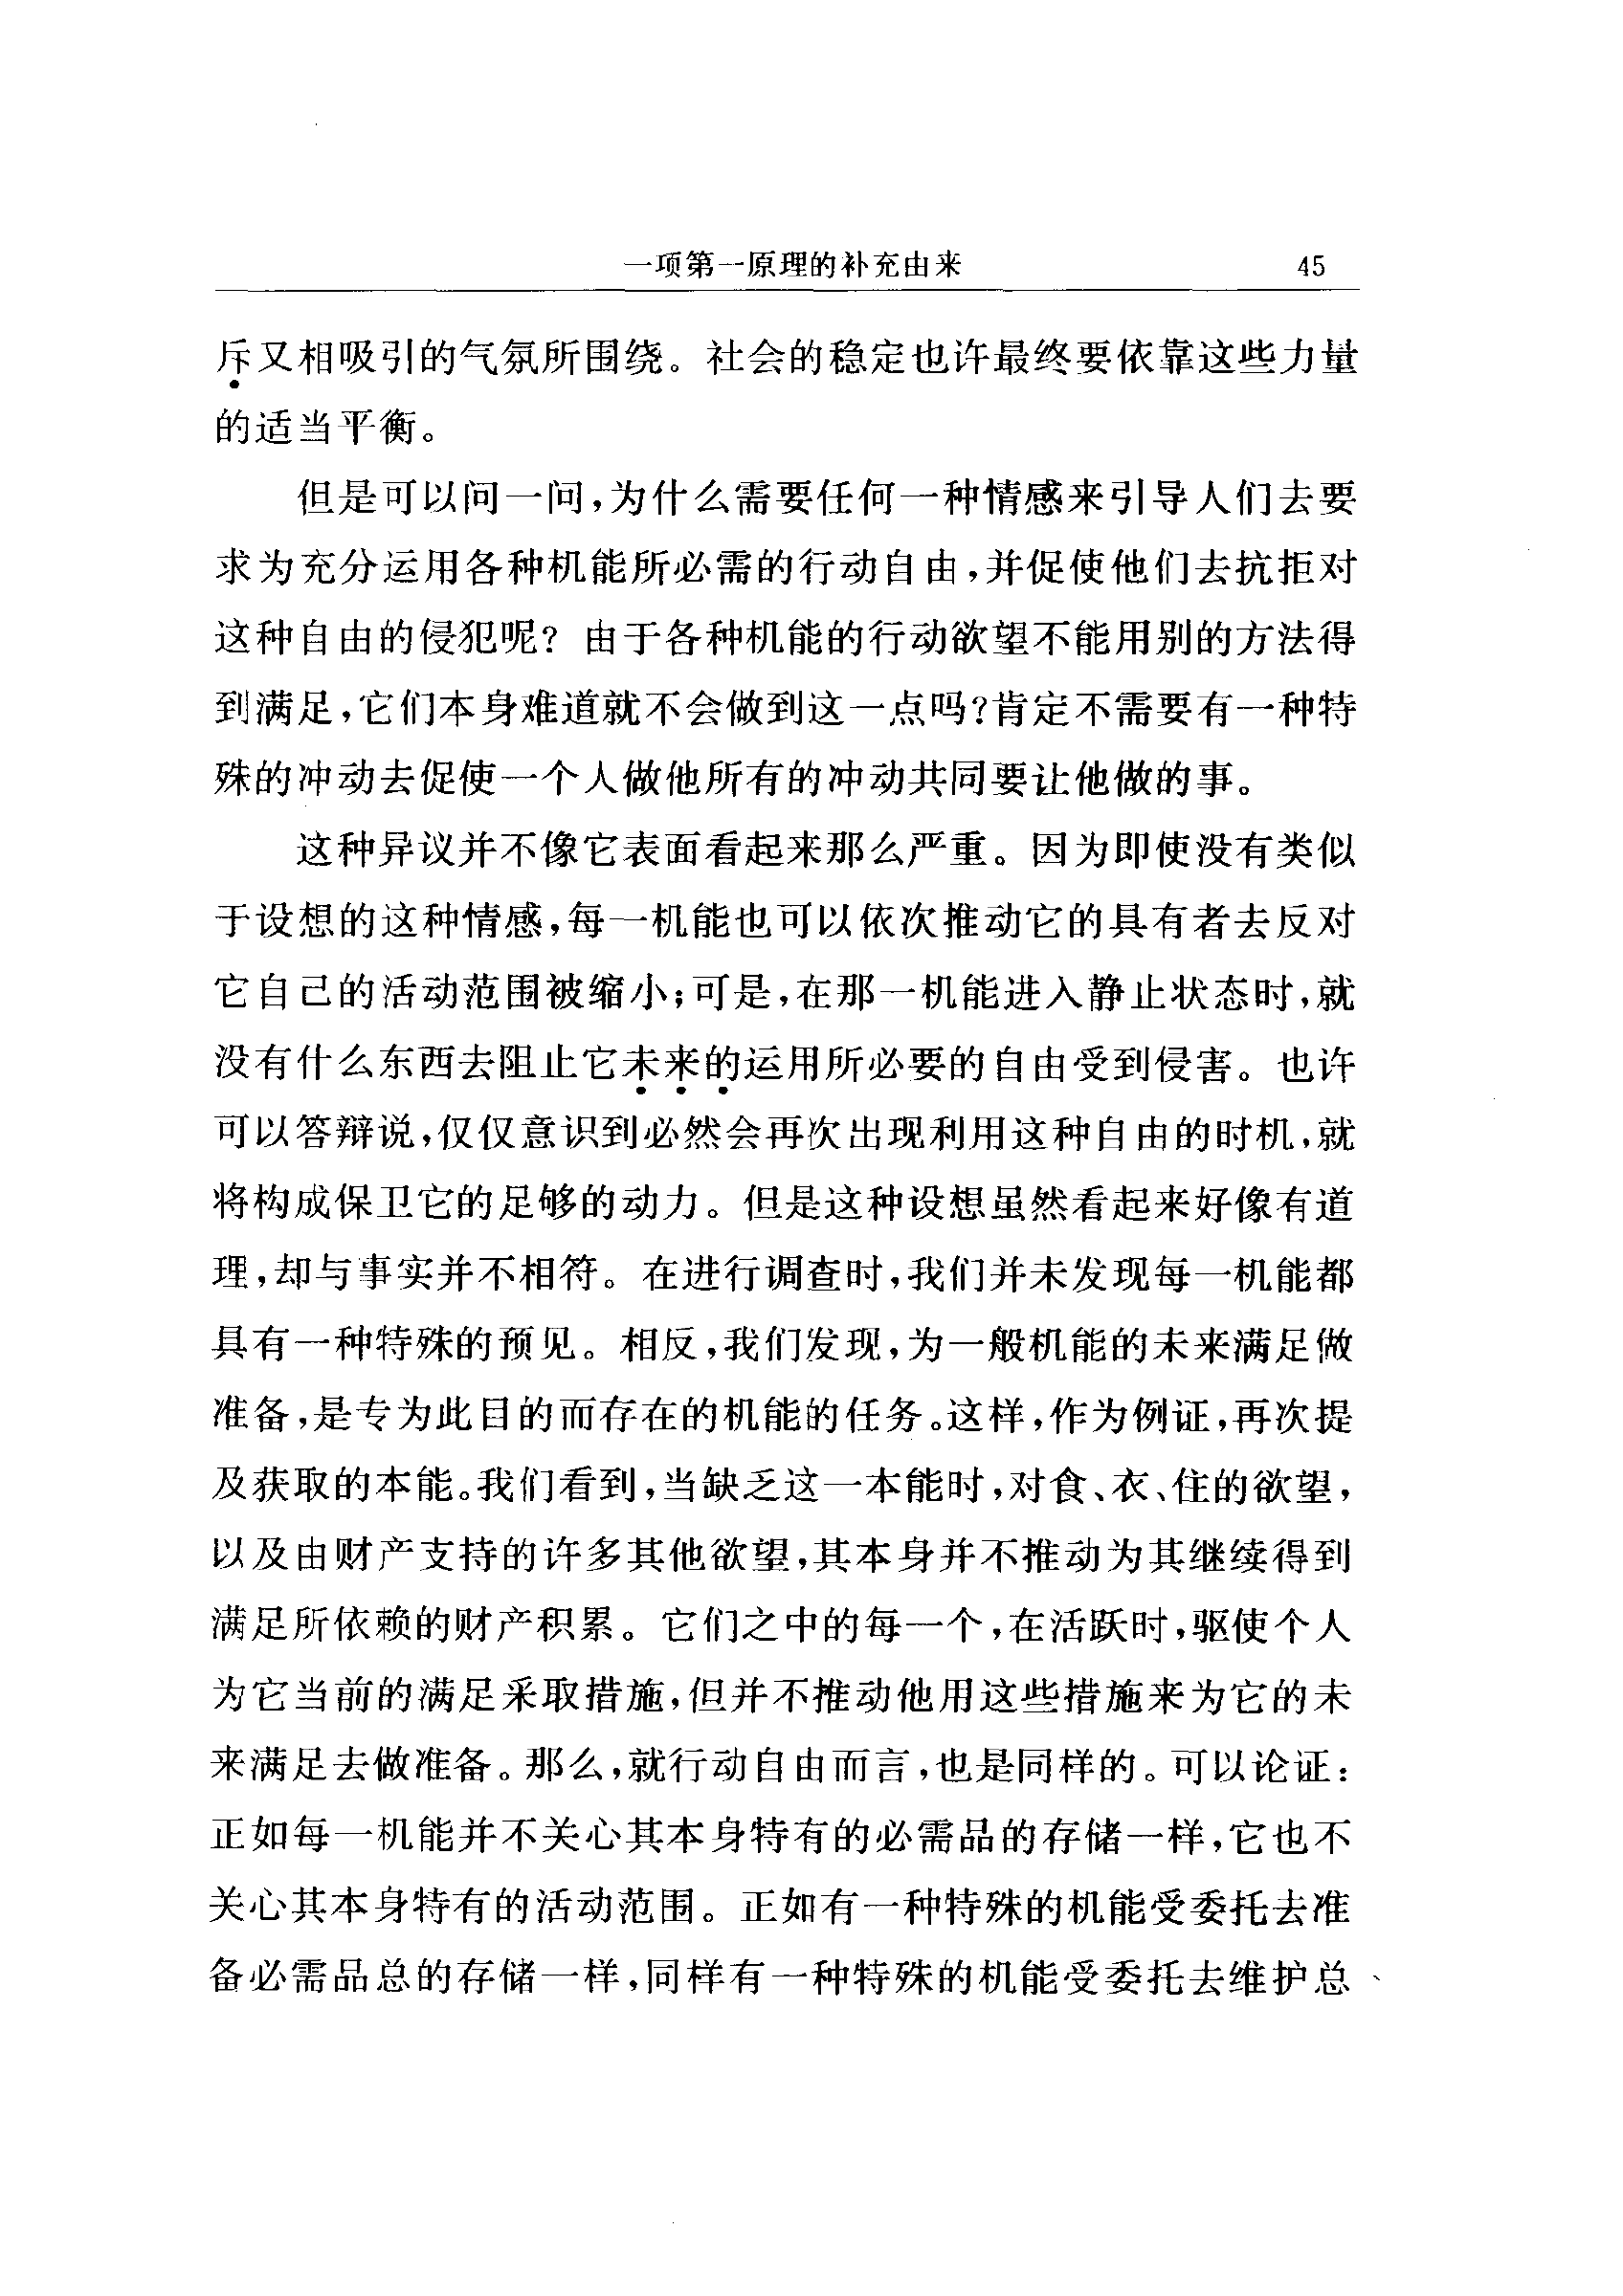 一项第一原理的补充由来 45
斥又相吸引的气氛所围绕。社会的稳定也许最终要依靠这些力量
的适当平衡。
但是可以问一问,为什么需要任何一种情感来引导人们去要
求为充分运用各种机能所必需的行动自由,并促使他们去抗拒对
这种自由的侵犯呢?由于各种机能的行动欲望不能用别的方法得
到满足,它们本身难道就不会做到这一点吗?肯定不需要有一种特
殊的冲动去促使一个人做他所有的冲动共同要让他做的事。
这种异议并不像它表面看起来那么严重。因为即使没有类似
于设想的这种情感,每一机能也可以依次推动它的具有者去反对
它自己的活动范围被缩小;可是,在那一机能进入静止状态时,就
没有什么东西去阻止它未来的运用所必要的自由受到侵害。也许
可以答辩说,仅仅意识到必然会再次出现利用这种自由的时机,就
将构成保卫它的足够的动力。但是这种设想虽然看起来好像有道
理,却与事实并不相符。在进行调查时,我们并未发现每一机能都
具有一种特殊的预见。相反,我们发现,为一般机能的未来满足做
准备,是专为此目的而存在的机能的任务。这样,作为例证,再次提
及获取的本能。我们看到,当缺乏这一本能时,对食、衣、住的欲望,
以及由财产支持的许多其他欲望,其本身并不推动为其继续得到
满足所依赖的财产积累。它们之中的每一个,在活跃时,驱使个人
为它当前的满足采取措施,但并不推动他用这些措施来为它的未
来满足去做准备。那么,就行动自由而言,也是同样的。可以论证:
正如每一机能并不关心其本身特有的必需品的存储一样,它也不
关心其本身特有的活动范围。正如有一种特殊的机能受委托去准
备必需品总的存储一样,同样有一种特殊的机能受委托去维护总